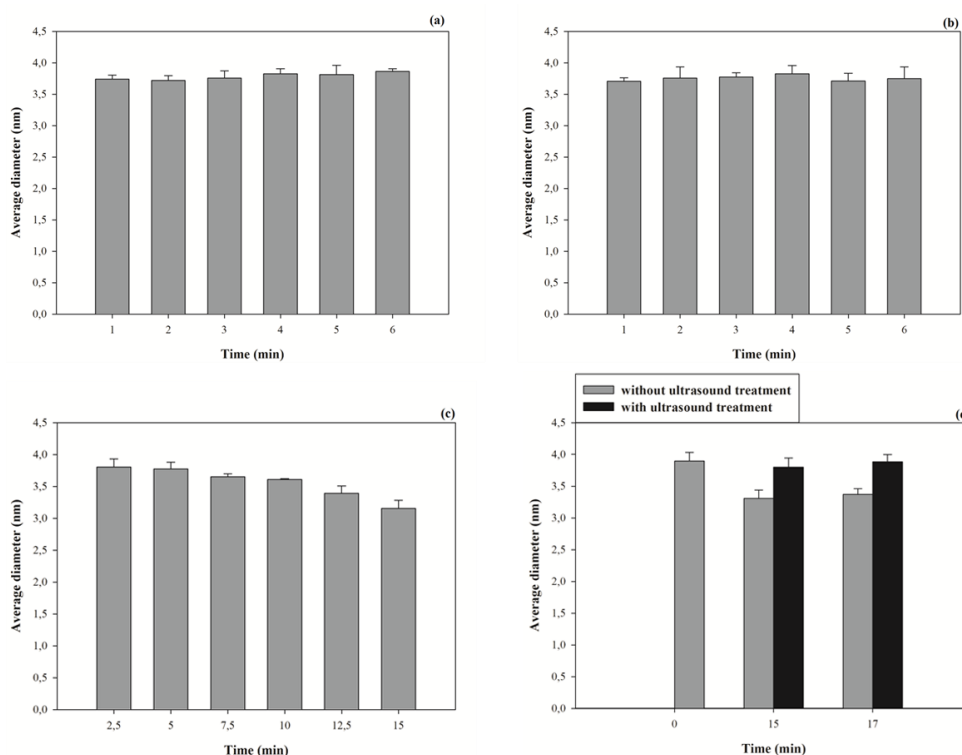 (a)
4,5
4,0
3,5
3,0
2,5
2,0
1,5
1,0
0,5
0,0
Average diameter (nm)
1 2 3 4 5 6
Time (min)
(b)
4,5
4,0
3,5
3,0
2,5
2,0
1,5
1,0
0,5
0,0
Average diameter (nm)
1 2 3 4 5 6
Time (min)
(c)
4,5
4,0
3,5
3,0
2,5
2,0
1,5
1,0
0,5
0,0
Average diameter (nm)
2,5 5 7,5 10 12,5 15
Time (min)
without ultrasound treatment
with ultrasound treatment
4,5
4,0
3,5
3,0
2,5
2,0
1,5
1,0
0,5
0,0
Average diameter (nm)
0 15 17
Time (min)